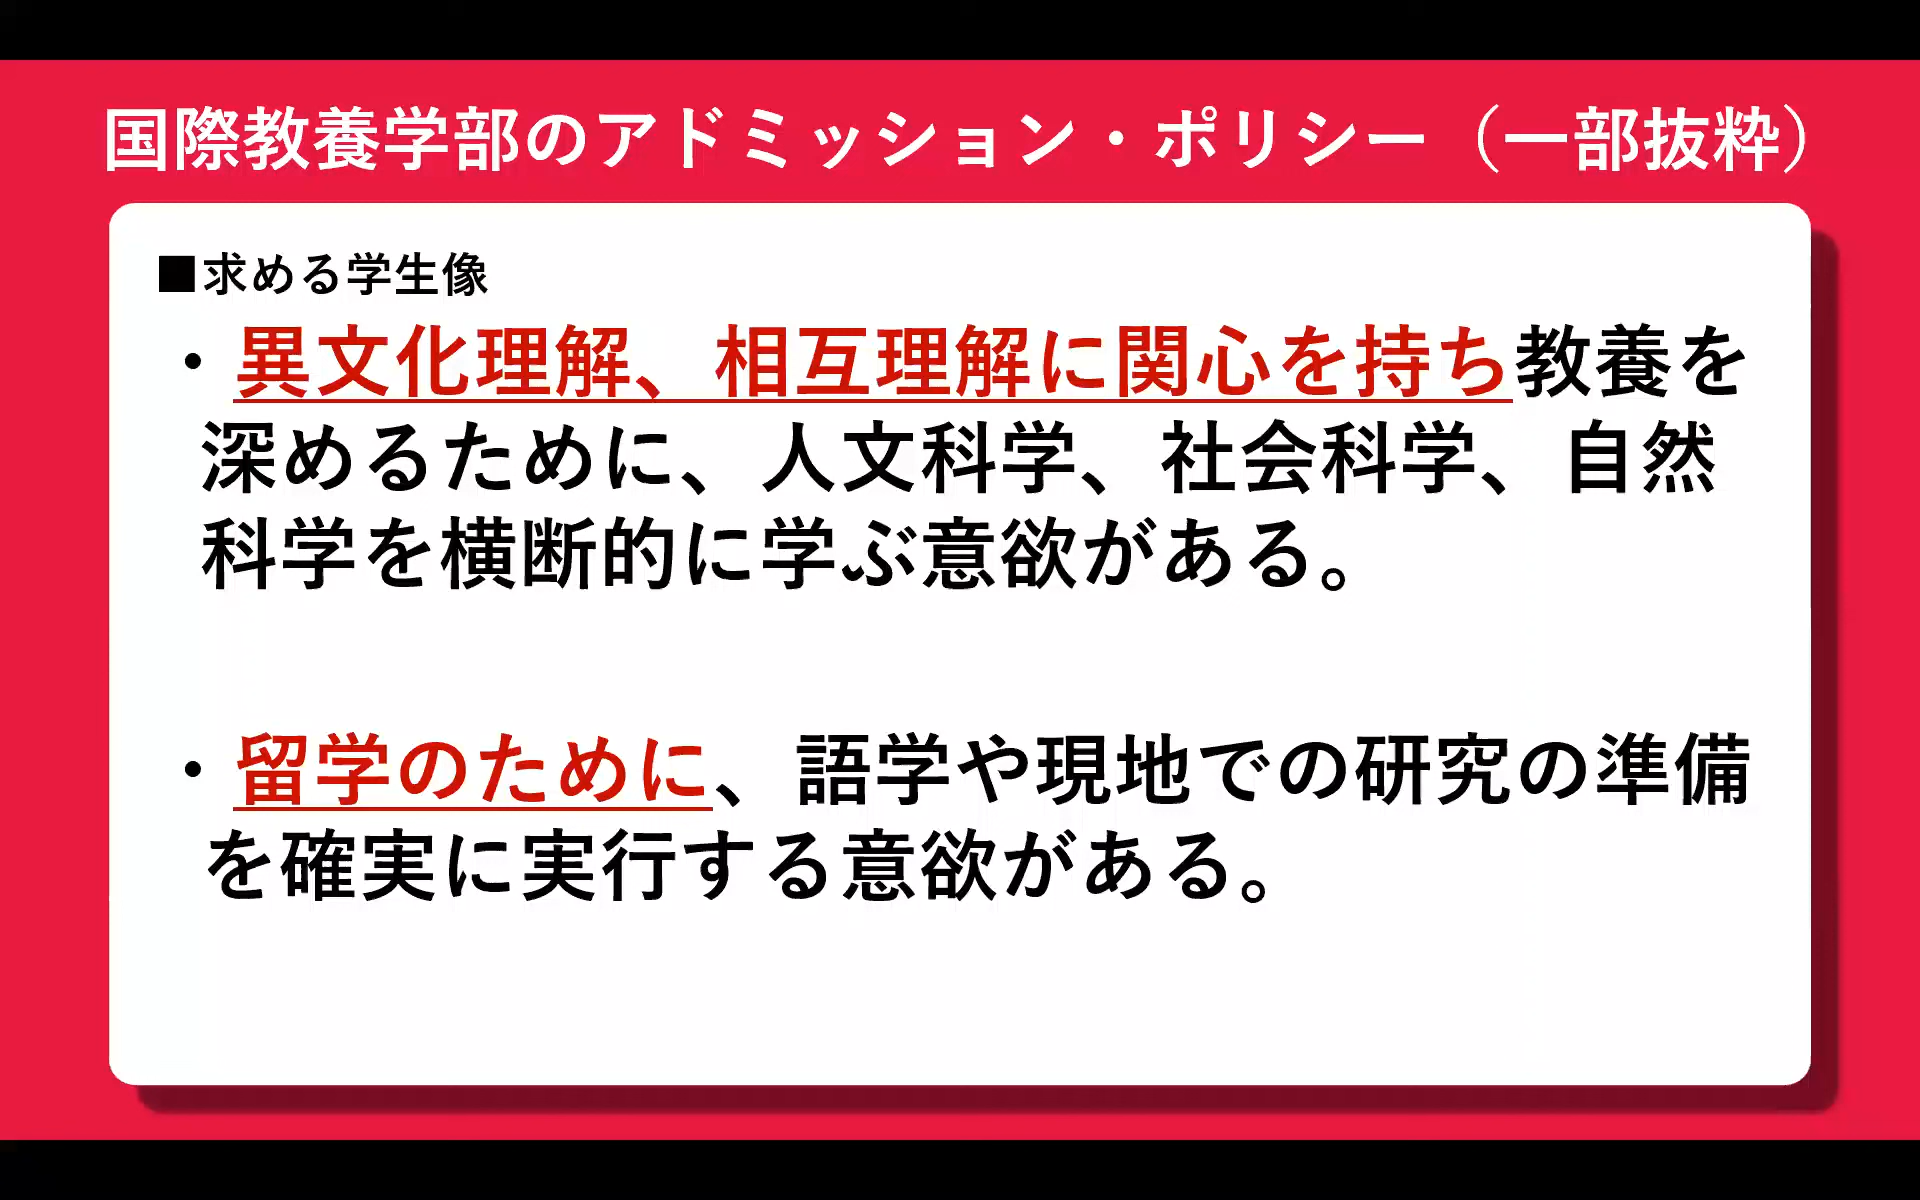 国際教養学部のアドミッション・ポリシー（一部抜粋）
■求める学生像
・異文化理解、相互理解に関心を持ち教養を
深めるために、人文科学、社会科学、自然
科学を横断的に学ぶ意欲がある。
・留学のために、語学や現地での研究の準備
を確実に実行する意欲がある。